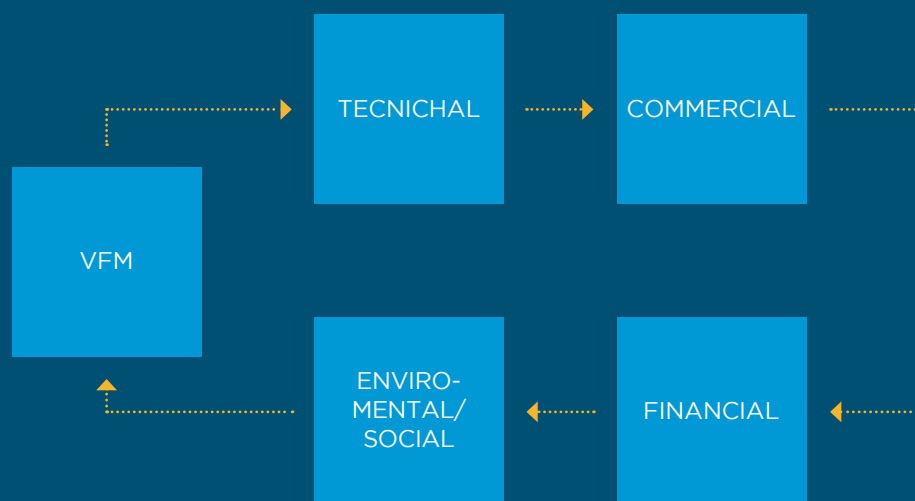 TECNICHAL
COMMERCIAL
VFM
ENVIRO-
MENTAL/
SOCIAL
FINANCIAL